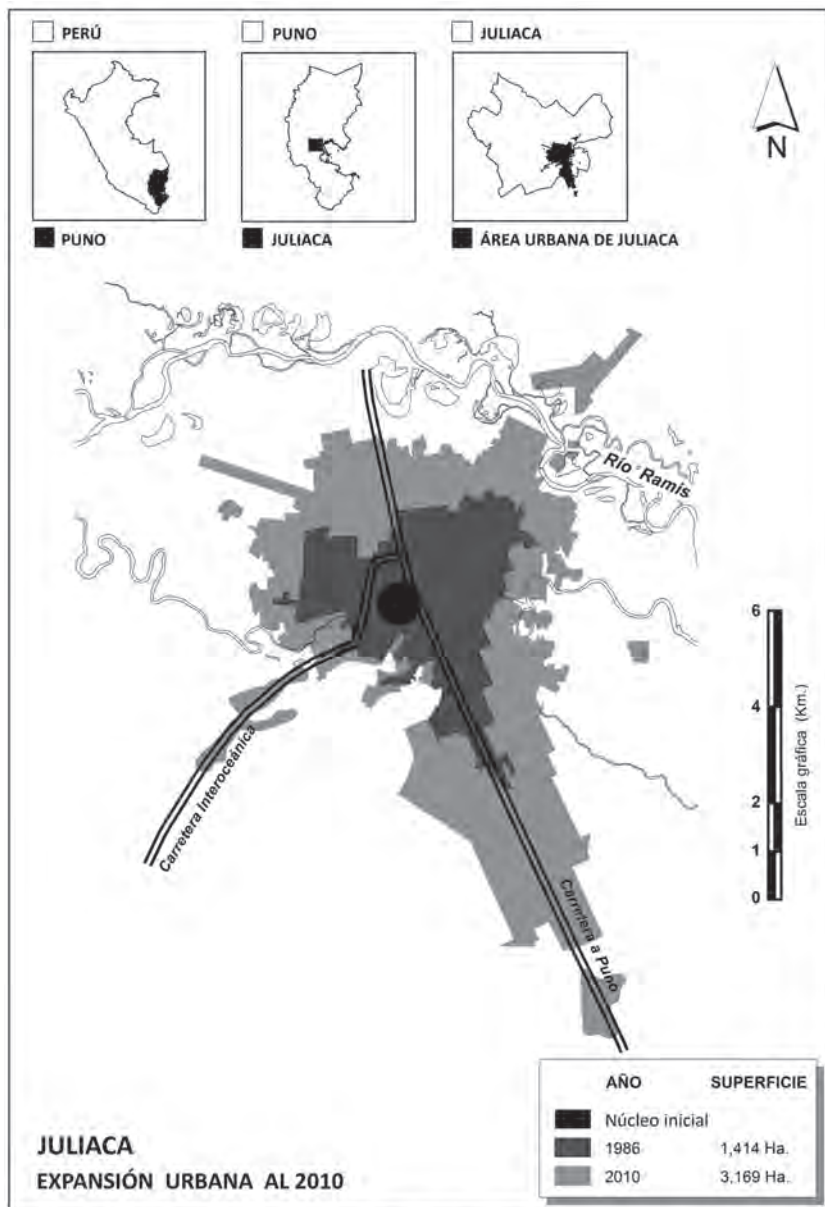 PERÚ
PUNO
JULIACA
N
PUNO
JULIACA
ÁREA URBANA DE JULIACA
Río Ramis
Carretera Interoceánica
Carretera a Puno
6
4
2
1
0
Escala gráfica (Km.)
AÑO SUPERFICIE
Núcleo inicial
1986 1,414 Ha.
2010 3,169 Ha.
JULIACA
EXPANSIÓN URBANA AL 2010